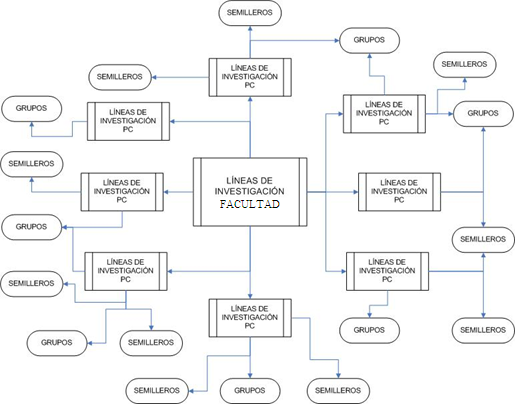 SEMILLEROS
GRUPOS
SEMILLEROS
SEMILLEROS
LÍNEAS DE
INVESTIGACIÓN
PC
GRUPOS
LÍNEAS DE
INVESTIGACIÓN
PC
LÍNEAS DE
INVESTIGACIÓN
PC
GRUPOS
SEMILLEROS
LÍNEAS DE
INVESTIGACIÓN
PC
LÍNEAS DE
INVESTIGACIÓN
FACULTAD
LÍNEAS DE
INVESTIGACIÓN
PC
GRUPOS
SEMILLEROS
LÍNEAS DE
INVESTIGACIÓN
PC
LÍNEAS DE
INVESTIGACIÓN
PC
SEMILLEROS
LÍNEAS DE
INVESTIGACIÓN
PC
GRUPOS
SEMILLEROS
GRUPOS
SEMILLEROS
SEMILLEROS
GRUPOS
SEMILLEROS